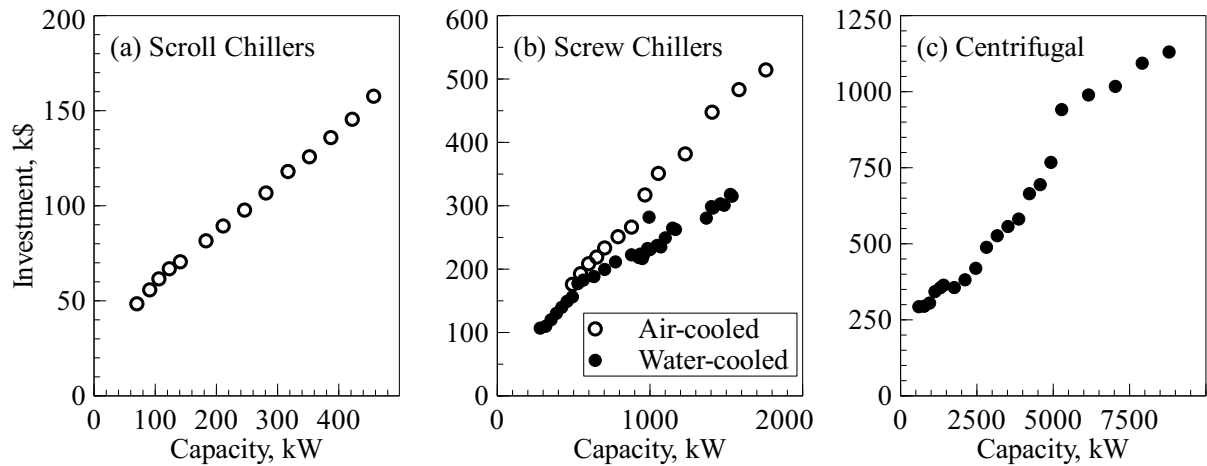 Investment, k$
(a) Scroll Chillers
200
150
100
50
0
0 100 200 300 400
Capacity, kW
(b) Screw Chillers
600
500
400
300
200
100
0
Air-cooled
Water-cooled
0 1000 2000
Capacity, kW
(c) Centrifugal
1250
1000
750
500
250
0
0 2500 5000 7500
Capacity, kW